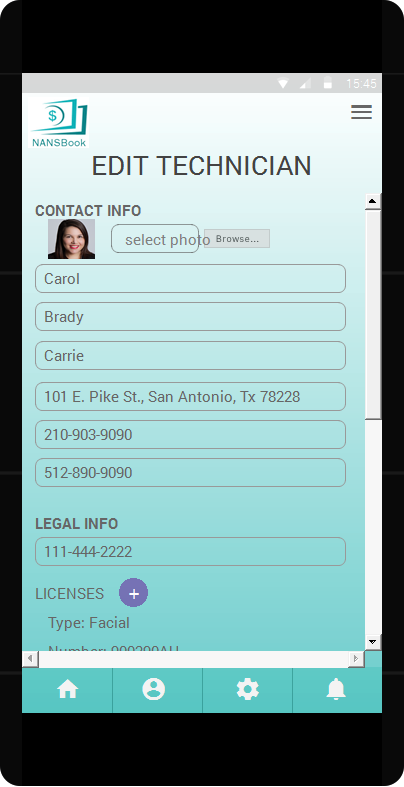 15:45
$
NANSBook
EDIT TECHNICIAN
CONTACT INFO
select photo Browse...
Carol
Brady
Carrie
101 E. Pike St., San Antonio, Tx 78228
210-903-9090
512-890-9090
LEGAL INFO
111-444-2222
LICENSES +
Type: Facial
Number: